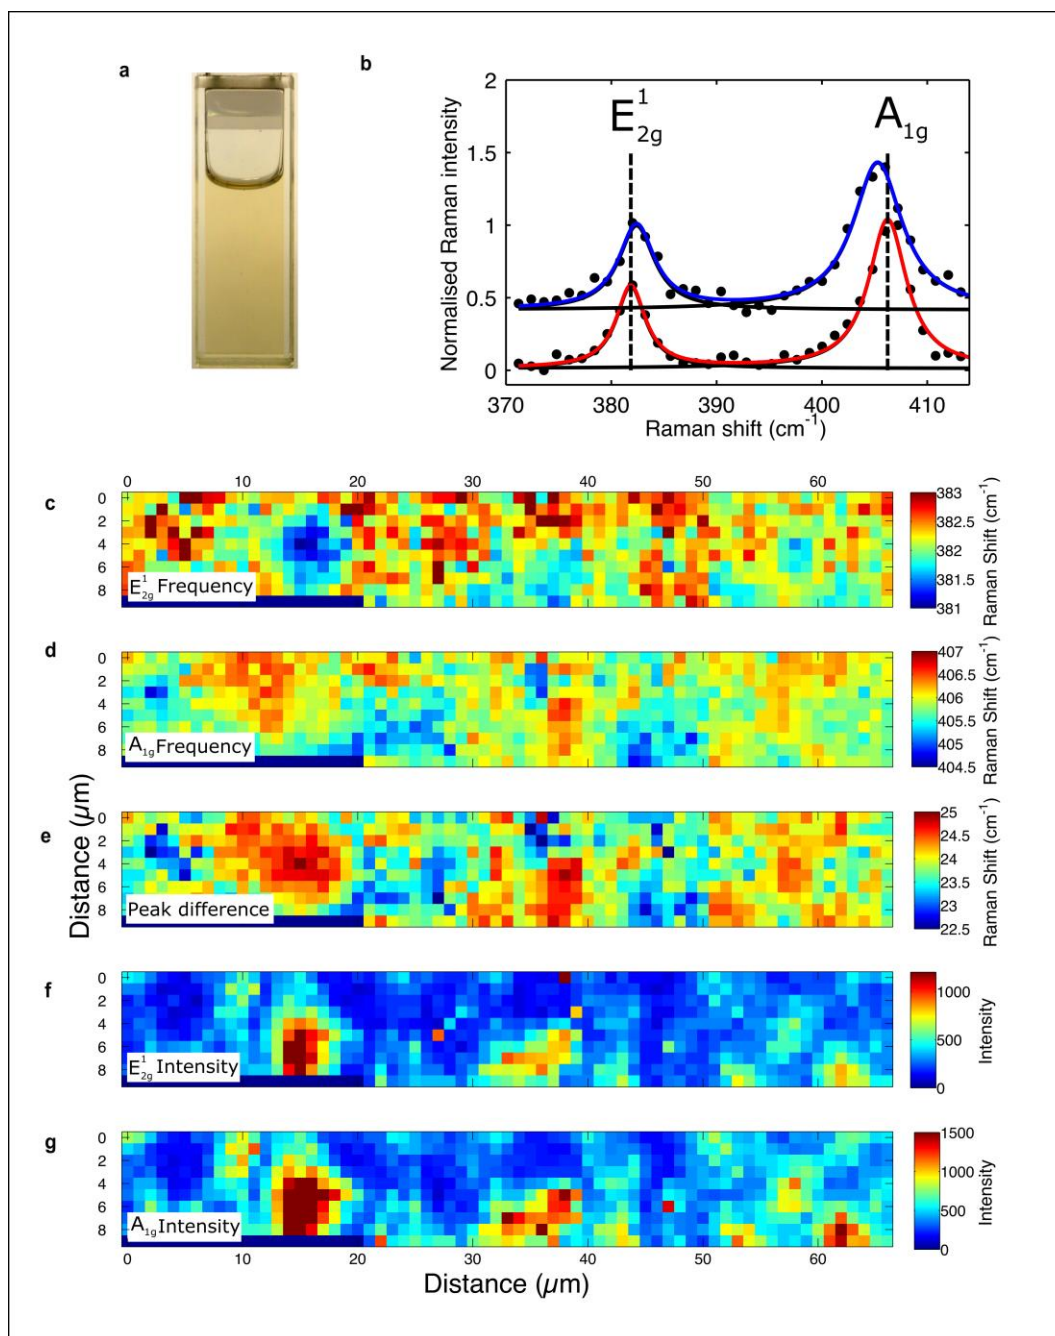 a
b
E¹₂g
A₁g
Normalised Raman intensity
2
1.5
1
0.5
0
370 380 390 400 410
Raman shift (cm⁻¹)
0 10 20 30 40 50 60
c
0
2
4
6
8
E¹₂g Frequency
383
382.5
382
381.5
381
Raman Shift (cm⁻¹)
d
0
2
4
6
8
A₁g Frequency
407
406.5
406
405.5
405
404.5
Raman Shift (cm⁻¹)
Distance (µm)
e
0
2
4
6
8
Peak difference
25
24.5
24
23.5
23
22.5
Raman Shift (cm⁻¹)
f
0
2
4
6
8
E¹₂g Intensity
1000
500
0
Intensity
g
0
2
4
6
8
A₁g Intensity
1500
1000
500
0
Intensity
0 10 20 30 40 50 60
Distance (µm)